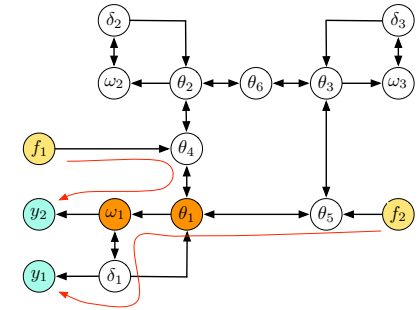 δ₂ δ₃
ω₂ θ₂ θ₆ θ₃ ω₃
f₁ θ₄
y₂ ω₁ θ₁ θ₅ f₂
y₁ δ₁